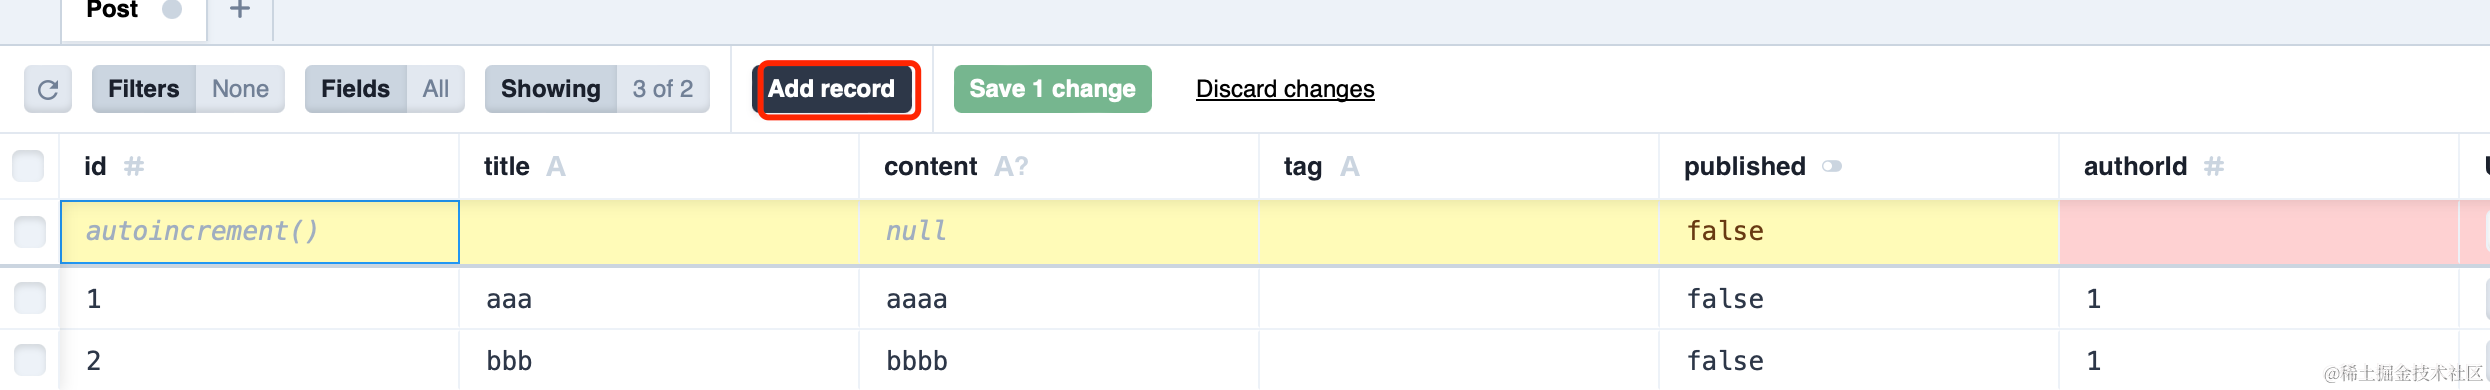 Post +
Filters None Fields All Showing 3 of 2 Add record Save 1 change Discard changes
id # title A content A? tag A published authorId #
autoincrement() null false
1 aaa aaaa false 1
2 bbb bbbb false 1
@稀土掘金技术社区